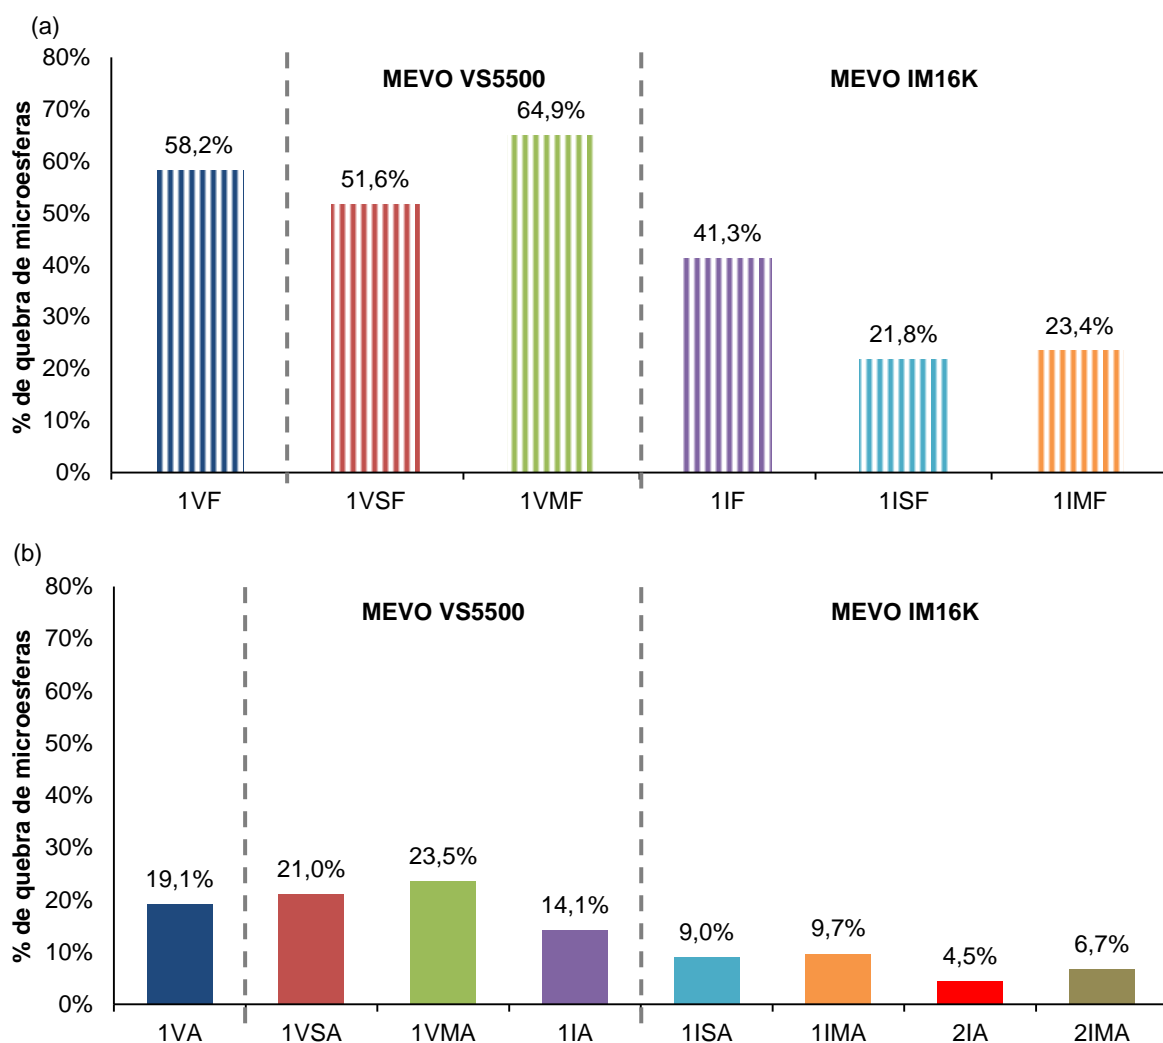 (a)
% de quebra de microesferas
80%
70%
60%
50%
40%
30%
20%
10%
0%
MEVO VS5500
MEVO IM16K
58,2%
51,6%
64,9%
41,3%
21,8%
23,4%
1VF
1VSF
1VMF
1IF
1ISF
1IMF
(b)
% de quebra de microesferas
80%
70%
60%
50%
40%
30%
20%
10%
0%
MEVO VS5500
MEVO IM16K
19,1%
21,0%
23,5%
14,1%
9,0%
9,7%
4,5%
6,7%
1VA
1VSA
1VMA
1IA
1ISA
1IMA
2IA
2IMA